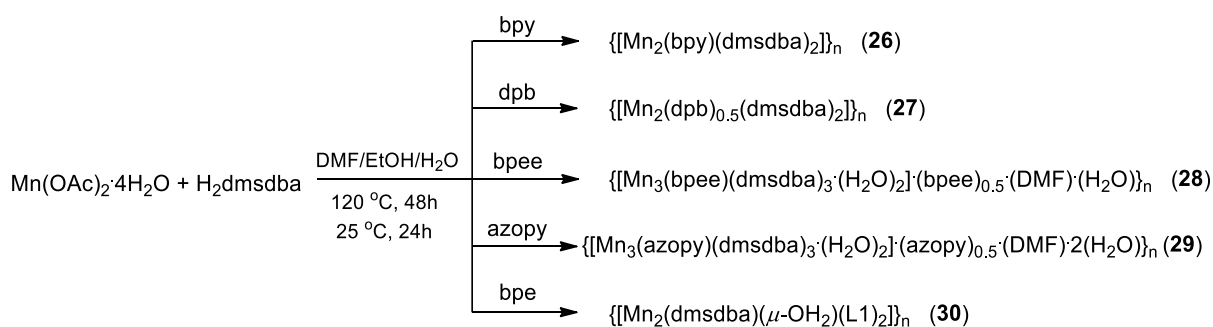 bpy
{[Mn₂(bpy)(dmsdba)₂]}ₙ (26)
dpb
{[Mn₂(dpb)₀.₅(dmsdba)₂]}ₙ (27)
Mn(OAc)₂·4H₂O + H₂dmsdba
DMF/EtOH/H₂O
120 °C, 48h
25 °C, 24h
bpee
{[Mn₃(bpee)(dmsdba)₃·(H₂O)₂]·(bpee)₀.₅·(DMF)·(H₂O)}ₙ (28)
azopy
{[Mn₃(azopy)(dmsdba)₃·(H₂O)₂]·(azopy)₀.₅·(DMF)·2(H₂O)}ₙ (29)
bpe
{[Mn₂(dmsdba)(μ-OH₂)(L1)₂]}ₙ (30)